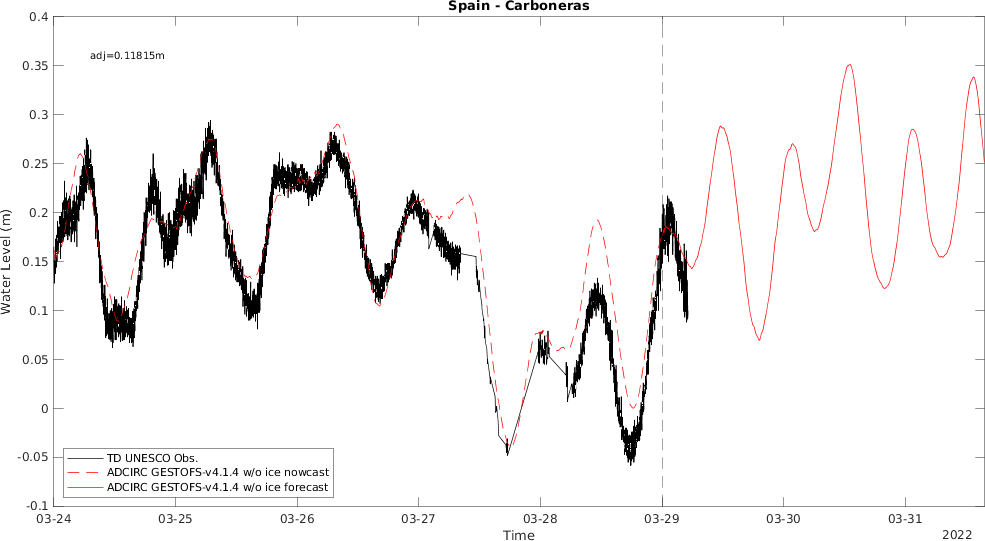 Spain - Carboneras
adj=0.11815m
0.4
0.35
0.3
0.25
0.2
0.15
0.1
0.05
0
-0.05
-0.1
Water Level (m)
TD UNESCO Obs.
ADCIRC GESTOFS-v4.1.4 w/o ice nowcast
ADCIRC GESTOFS-v4.1.4 w/o ice forecast
03-24 03-25 03-26 03-27 03-28 03-29 03-30 03-31
Time
2022